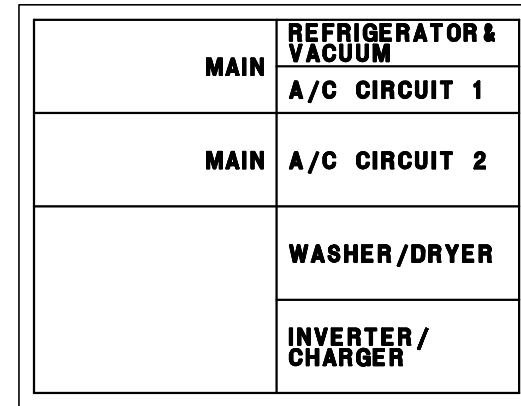 MAIN
REFRIGERATOR &
VACUUM
A/C CIRCUIT 1
MAIN
A/C CIRCUIT 2
WASHER/DRYER
INVERTER/
CHARGER